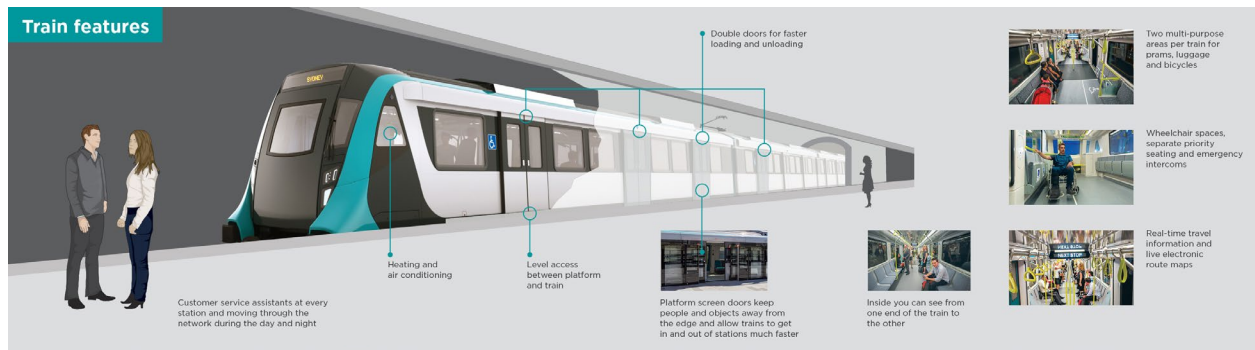 Train features
SYDNEY
Double doors for faster
loading and unloading
Heating and
air conditioning
Level access
between platform
and train
Customer service assistants at every
station and moving through the
network during the day and night
Platform screen doors keep
people and objects away from
the edge and allow trains to get
in and out of stations much faster
Inside you can see from
one end of the train to
the other
Two multi-purpose
areas per train for
prams, luggage
and bicycles
Wheelchair spaces,
separate priority
seating and emergency
intercoms
NEXT STOP
Real-time travel
information and
live electronic
route maps